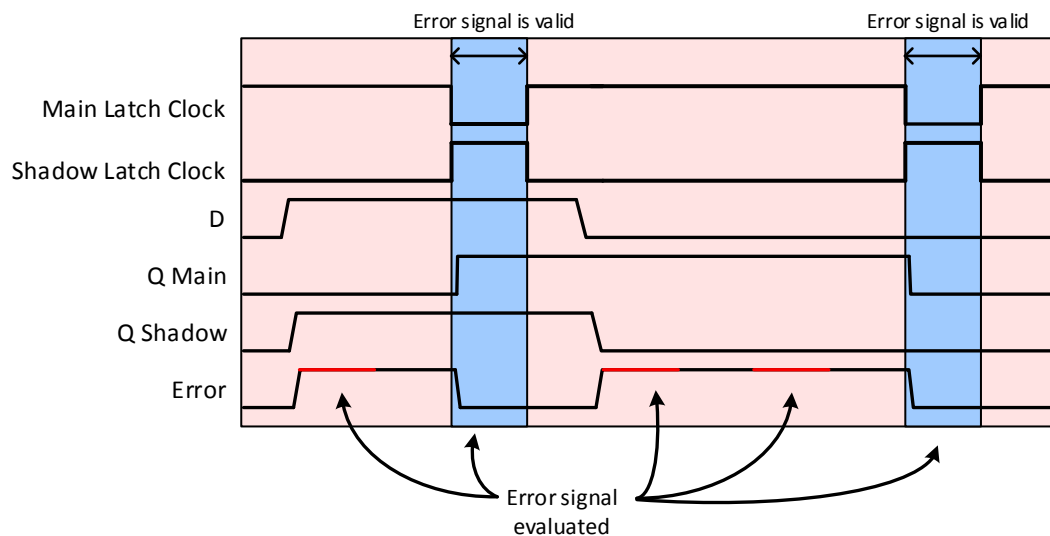 Error signal is valid
Error signal is valid
Main Latch Clock
Shadow Latch Clock
D
Q Main
Q Shadow
Error
Error signal
evaluated